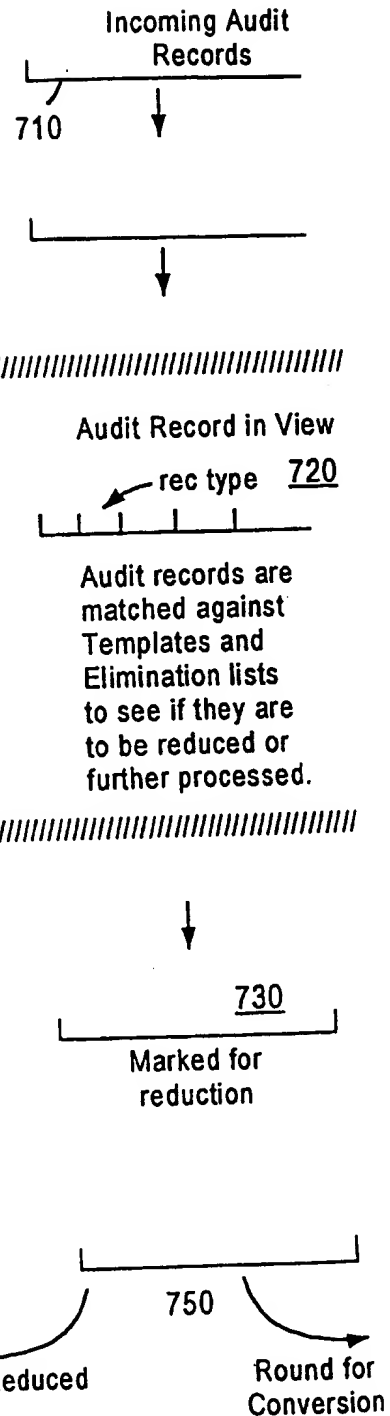 Incoming Audit
Records
710
Audit Record in View
rec type 720
Audit records are
matched against
Templates and
Elimination lists
to see if they are
to be reduced or
further processed.
730
Marked for
reduction
750
educed
Round for
Conversion